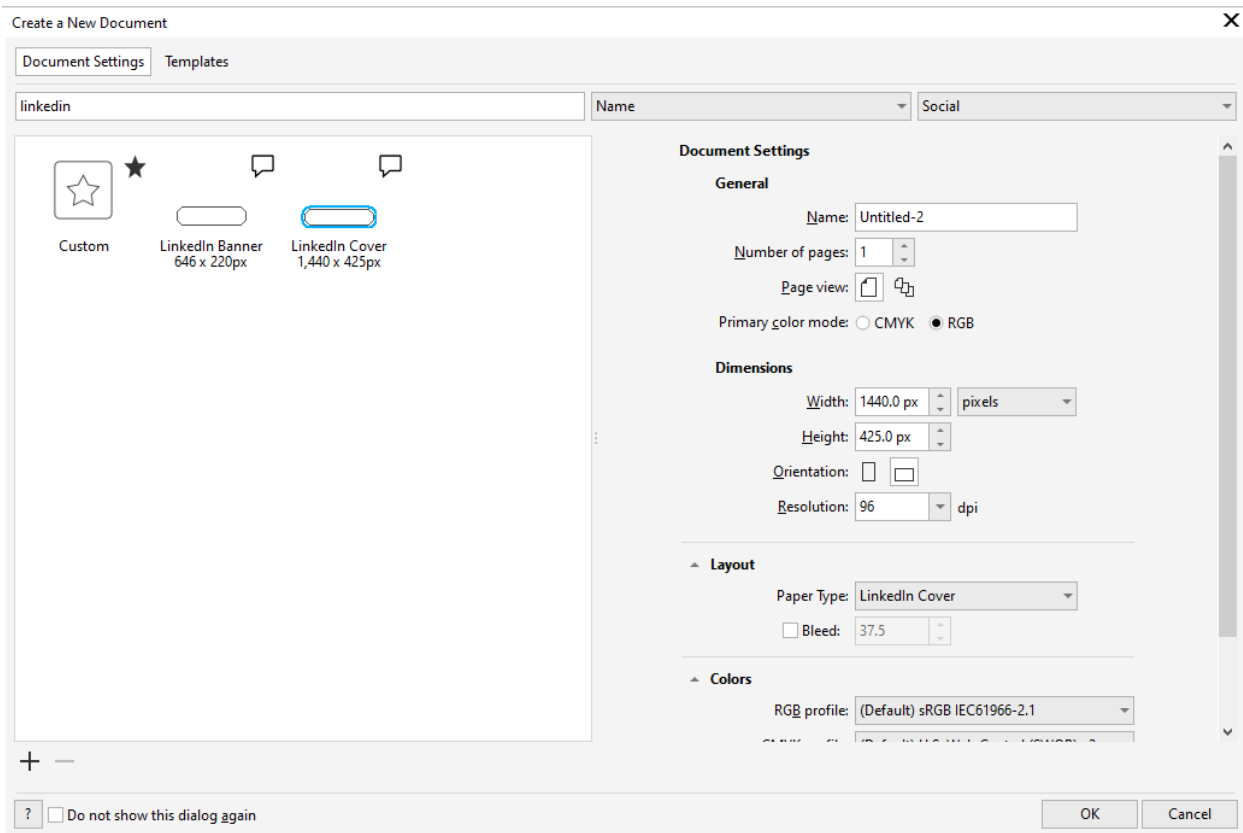 Create a New Document
Document Settings Templates
linkedin Name Social
Custom
LinkedIn Banner
646 x 220px
LinkedIn Cover
1,440 x 425px
Document Settings
General
Name: Untitled-2
Number of pages: 1
Page view:
Primary color mode: CMYK RGB
Dimensions
Width: 1440.0 px pixels
Height: 425.0 px
Orientation:
Resolution: 96 dpi
Layout
Paper Type: LinkedIn Cover
Bleed: 37.5
Colors
RGB profile: (Default) sRGB IEC61966-2.1
? Do not show this dialog again OK Cancel